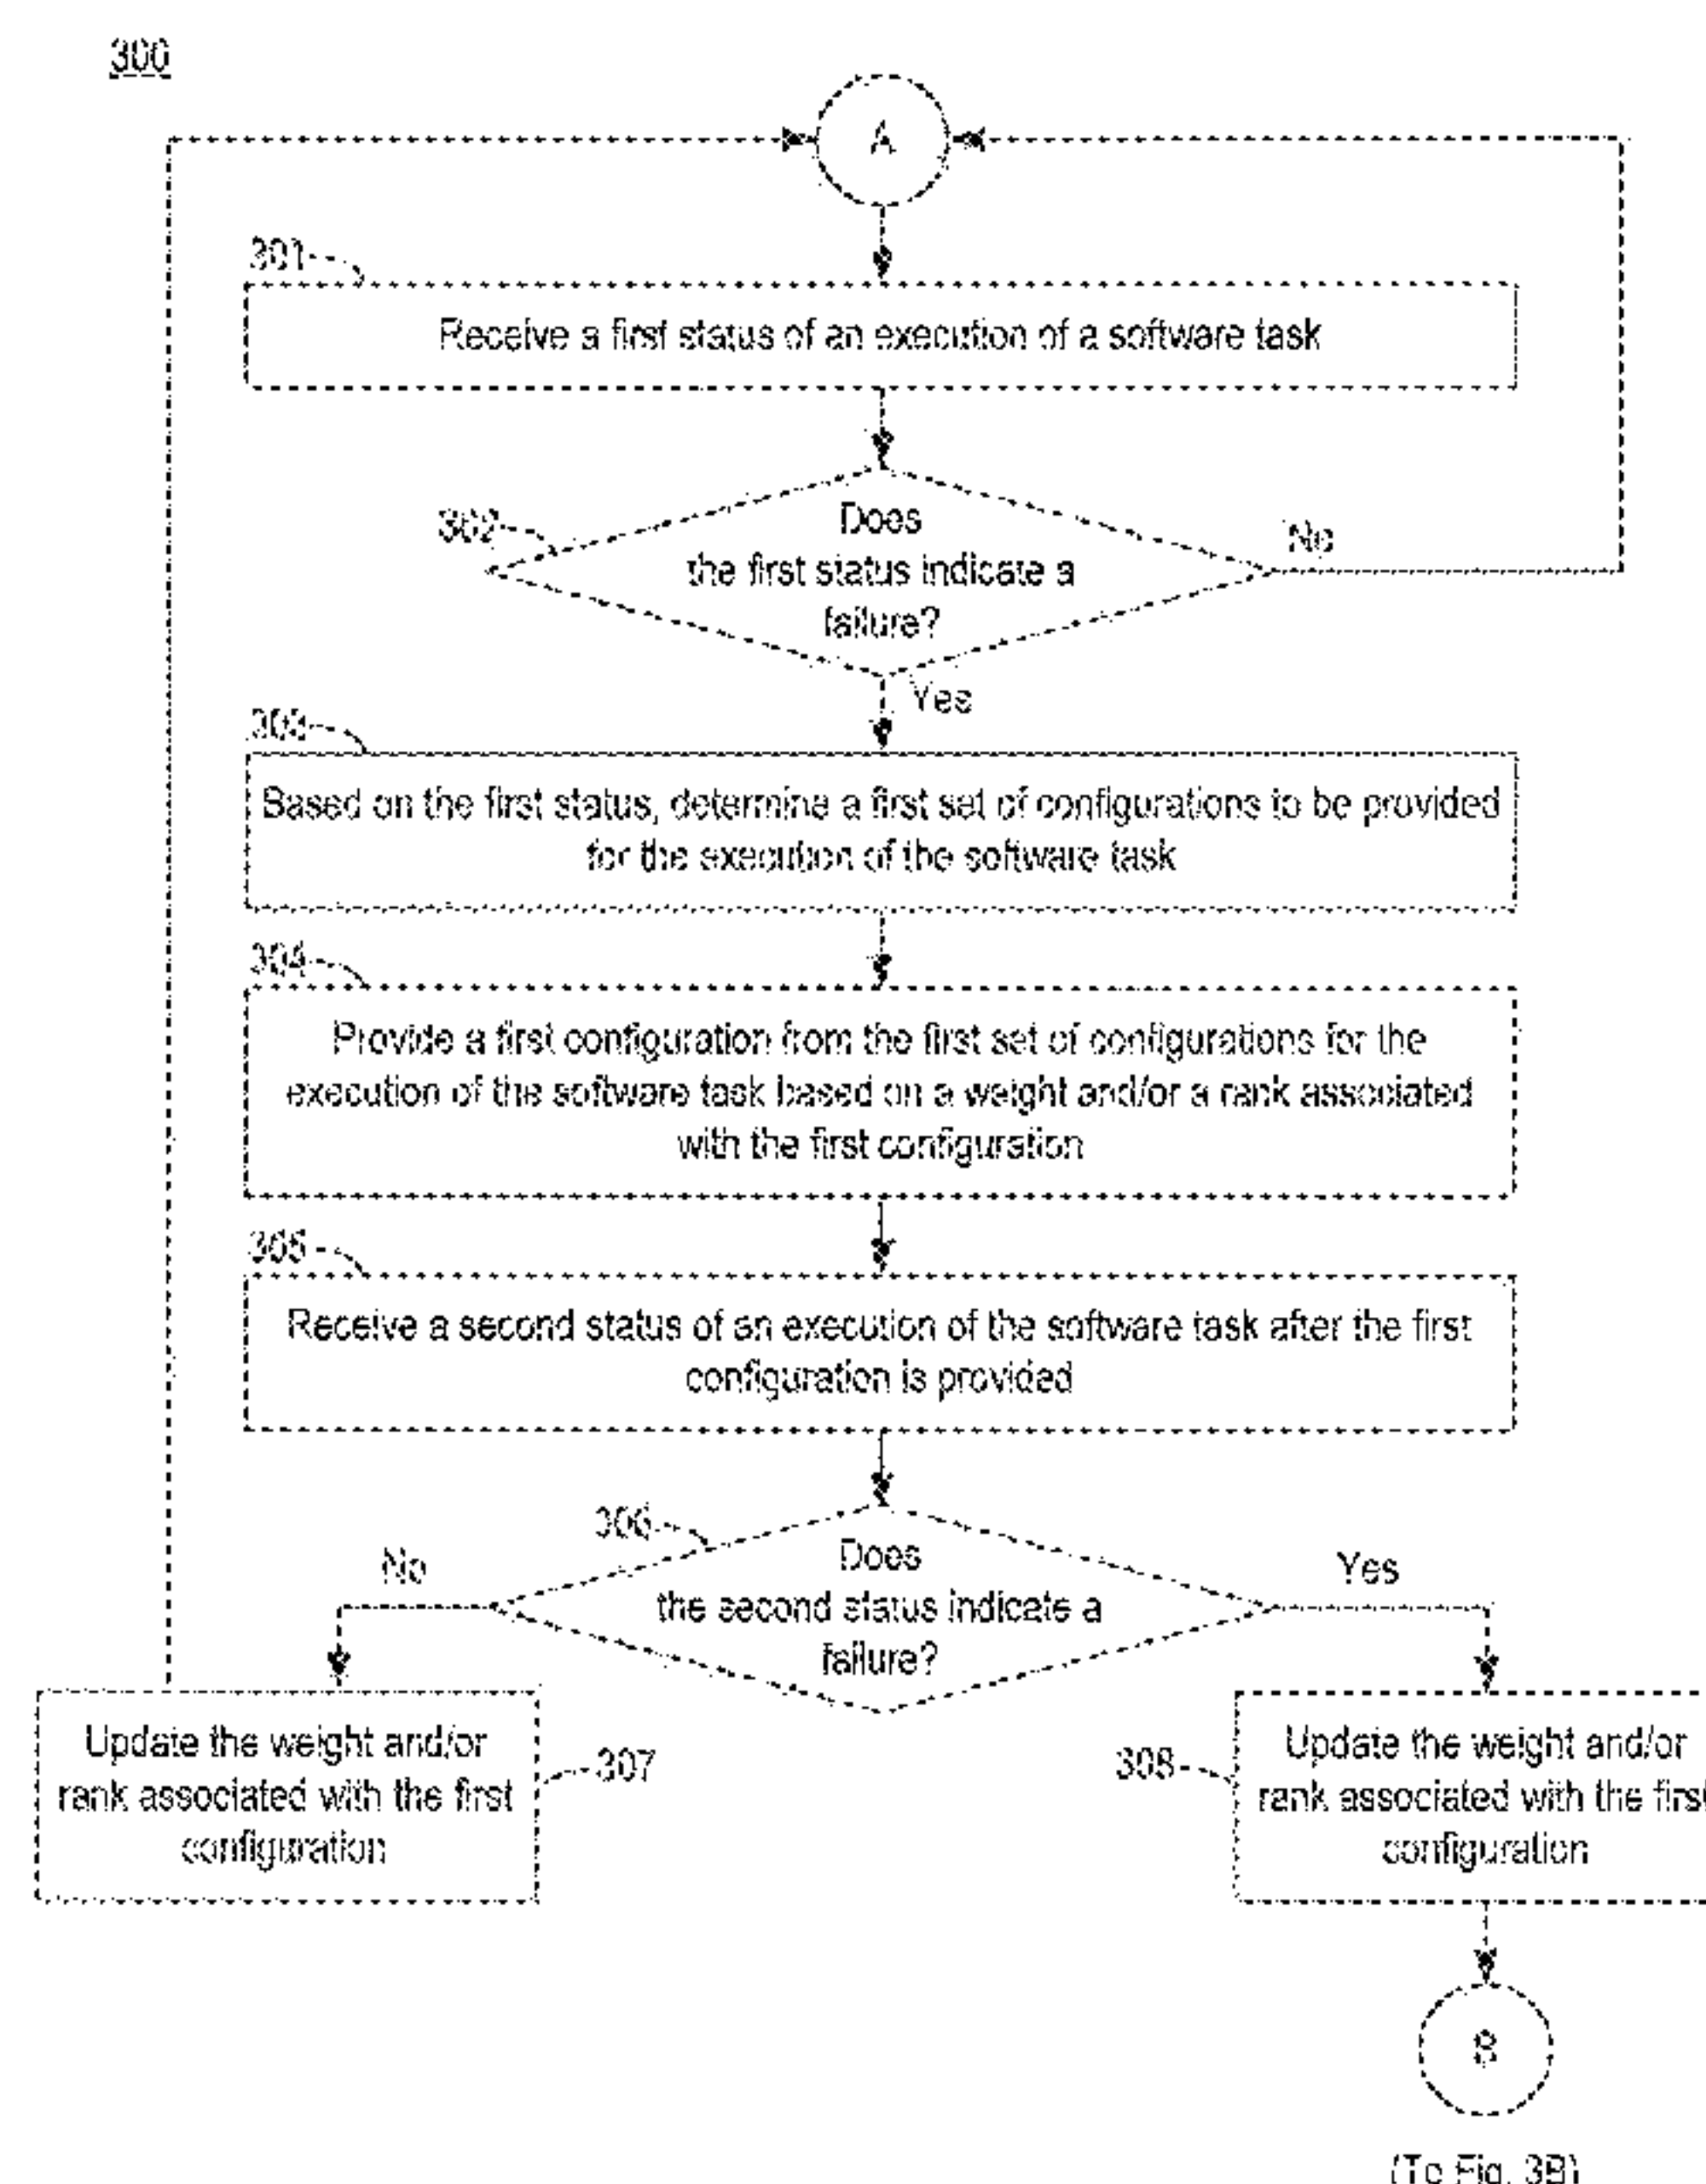 300
A
301
Receive a first status of an execution of a software task
302
Does
the first status indicate a
failure?
No
Yes
303
Based on the first status, determine a first set of configurations to be provided
for the execution of the software task
304
Provide a first configuration from the first set of configurations for the
execution of the software task based on a weight and/or a rank associated
with the first configuration
305
Receive a second status of an execution of the software task after the first
configuration is provided
306
Does
the second status indicate a
failure?
No
Yes
Update the weight and/or
rank associated with the first
configuration
307
308
Update the weight and/or
rank associated with the first
configuration
B
(To Fig. 3B)